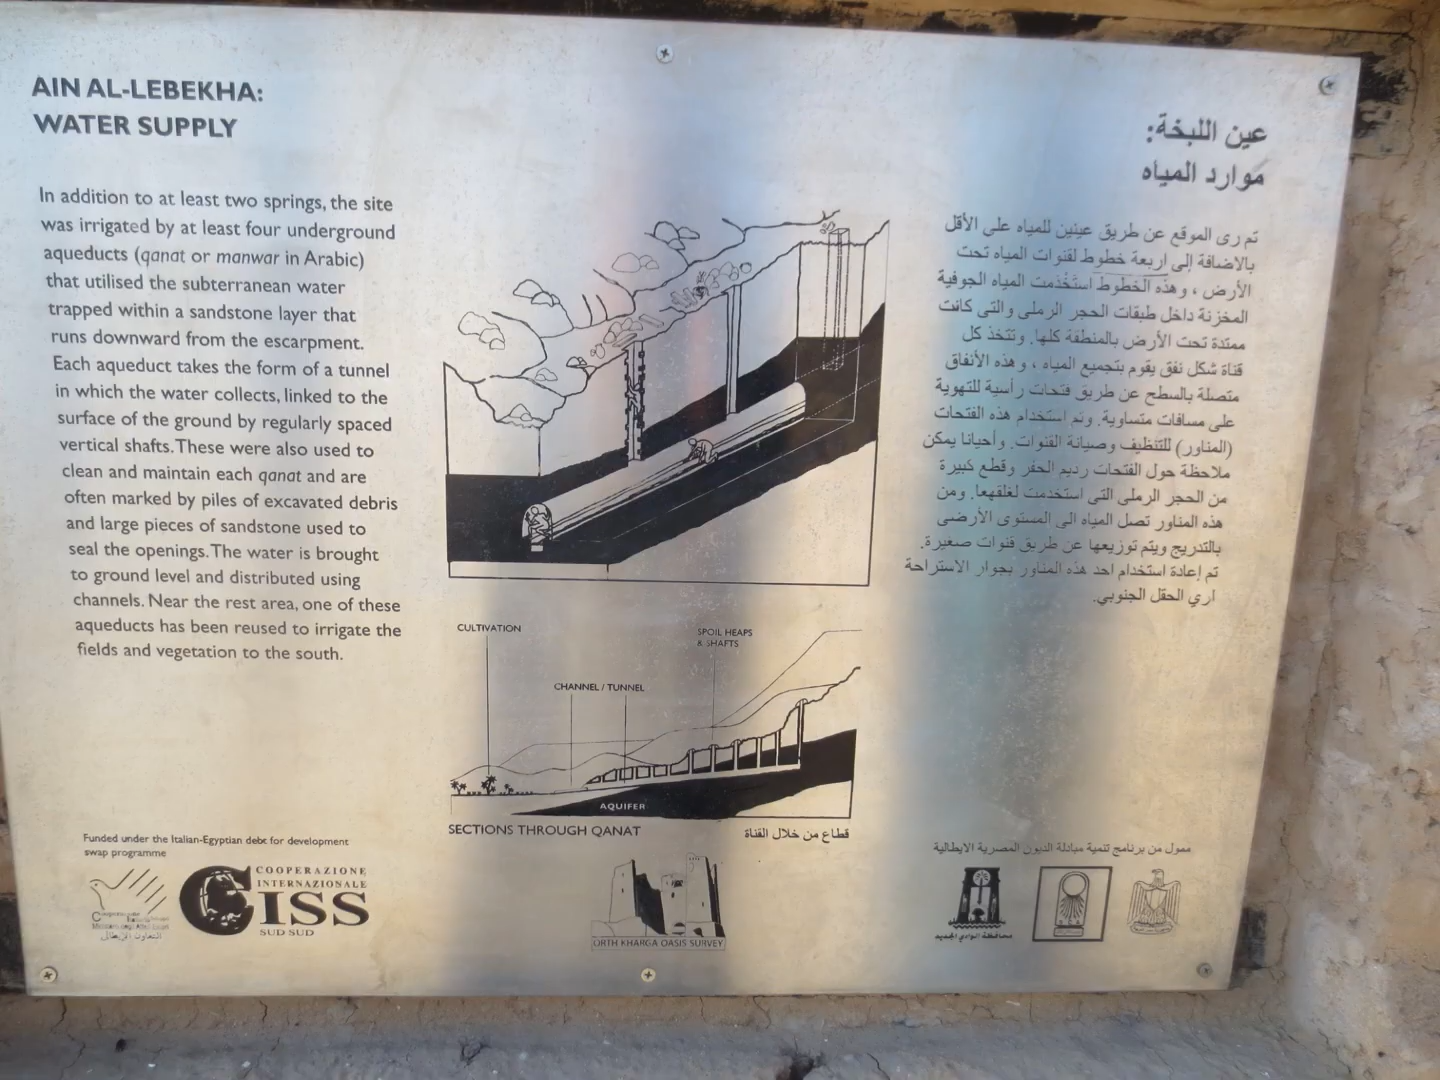 AIN AL-LEBEKHA:
WATER SUPPLY
In addition to at least two springs, the site
was irrigated by at least four underground
aqueducts (qanat or manwar in Arabic)
that utilised the subterranean water
trapped within a sandstone layer that
runs downward from the escarpment.
Each aqueduct takes the form of a tunnel
in which the water collects, linked to the
surface of the ground by regularly spaced
vertical shafts. These were also used to
clean and maintain each qanat and are
often marked by piles of excavated debris
and large pieces of sandstone used to
seal the openings. The water is brought
to ground level and distributed using
channels. Near the rest area, one of these
aqueducts has been reused to irrigate the
fields and vegetation to the south.
عين اللبخة:
موارد المياه
تم رى الموقع عن طريق عينين للمياه على الأقل
بالاضافة إلى اربعة خطوط لقنوات المياه تحت
الأرض ، وهذه الخطوط استخدمت المياه الجوفية
المخزنة داخل طبقات الحجر الرملى والتى كانت
ممتدة تحت الأرض بالمنطقة كلها. وتتخذ كل
قناة شكل نفق يقوم بتجميع المياه ، وهذه الأنفاق
متصلة بالسطح عن طريق فتحات رأسية للتهوية
على مسافات متساوية. وتم استخدام هذه الفتحات
(المناور) للتنظيف وصيانة القنوات. وأحيانا يمكن
ملاحظة حول الفتحات رديم الحفر وقطع كبيرة
من الحجر الرملى التى استخدمت لغلقهعا. ومن
هذه المناور تصل المياه الى المستوى الأرضى
بالتدريج ويتم توزيعها عن طريق قنوات صغيرة.
تم إعادة استخدام احد هذه المناور بجوار الاستراحة
اري الحقل الجنوبي.
CULTIVATION
SPOIL HEAPS
& SHAFTS
CHANNEL / TUNNEL
AQUIFER
SECTIONS THROUGH QANAT
قطاع من خلال القناة
Funded under the Italian-Egyptian debt for development
swap programme
ممول من برنامج تنمية مبادلة الديون المصرية الايطالية
COOPERAZIONE
INTERNAZIONALE
CISS
SUD SUD
ORTH KHARGA OASIS SURVEY
محافظة الوادي الجديد